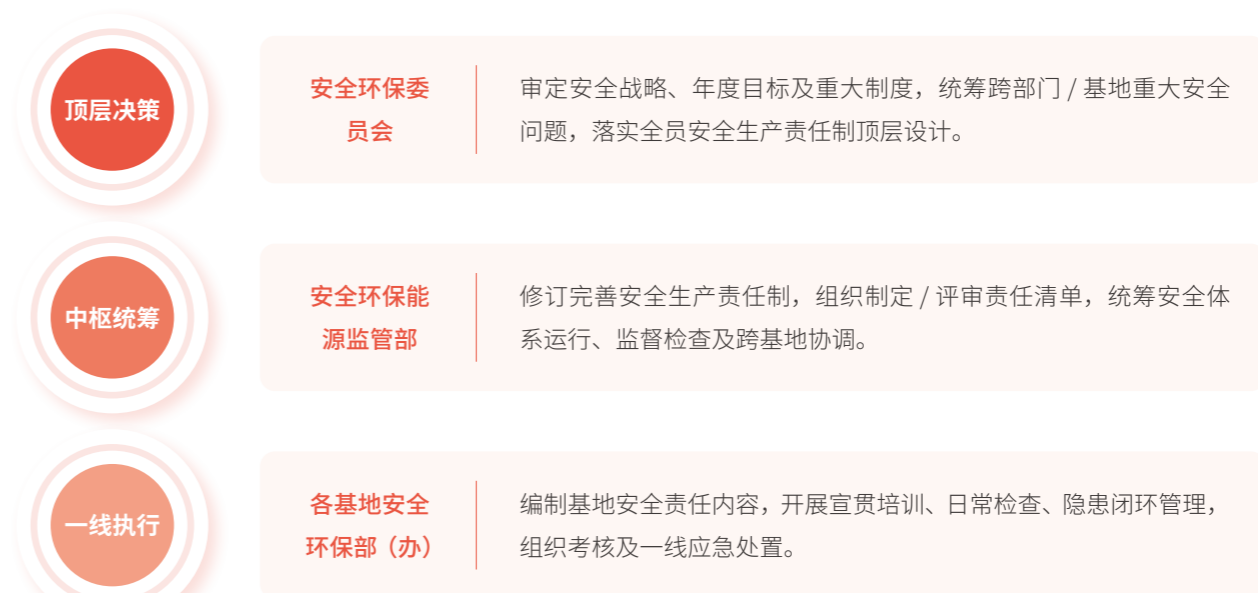 顶层决策
安全环保委
员会
审定安全战略、年度目标及重大制度，统筹跨部门 / 基地重大安全
问题，落实全员安全生产责任制顶层设计。
中枢统筹
安全环保能
源监管部
修订完善安全生产责任制，组织制定 / 评审责任清单，统筹安全体
系运行、监督检查及跨基地协调。
一线执行
各基地安全
环保部（办）
编制基地安全责任内容，开展宣贯培训、日常检查、隐患闭环管理，
组织考核及一线应急处置。